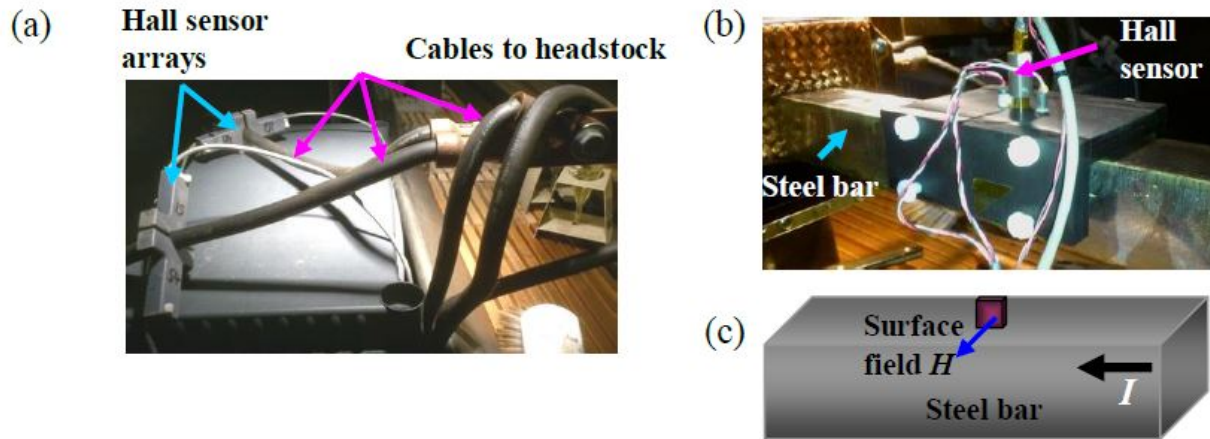 (a)
Hall sensor
arrays
Cables to headstock
(b)
Hall
sensor
Steel bar
(c)
Surface
field H
I
Steel bar